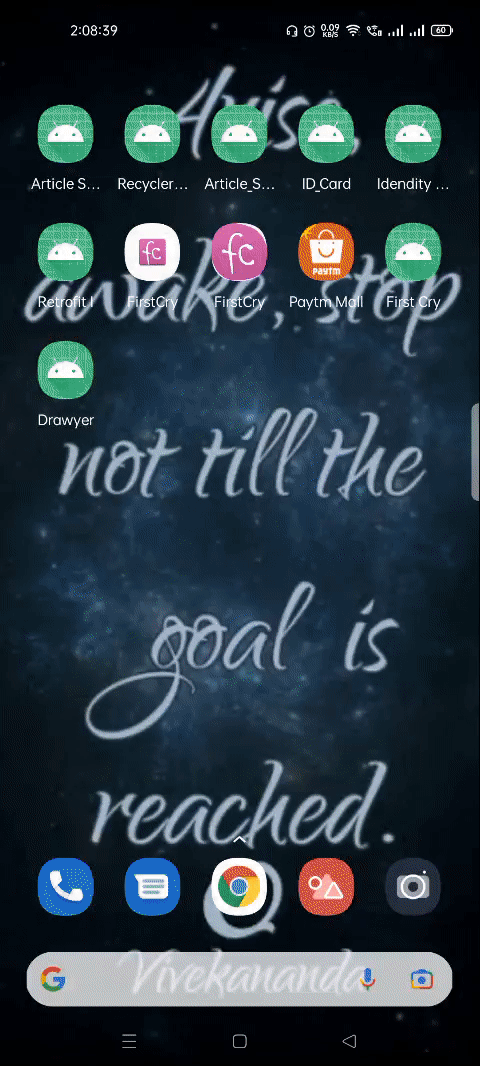 2:08:39
0.09
KB/S
60
Arise,
Article S...
Recycler...
Article_S...
ID_Card
Idendity ...
fc
fc
Paytm
awake, stop
Retrofit I
FirstCry
FirstCry
Paytm Mall
First Cry
Drawyer
not till the
goal is
reached.
Vivekananda